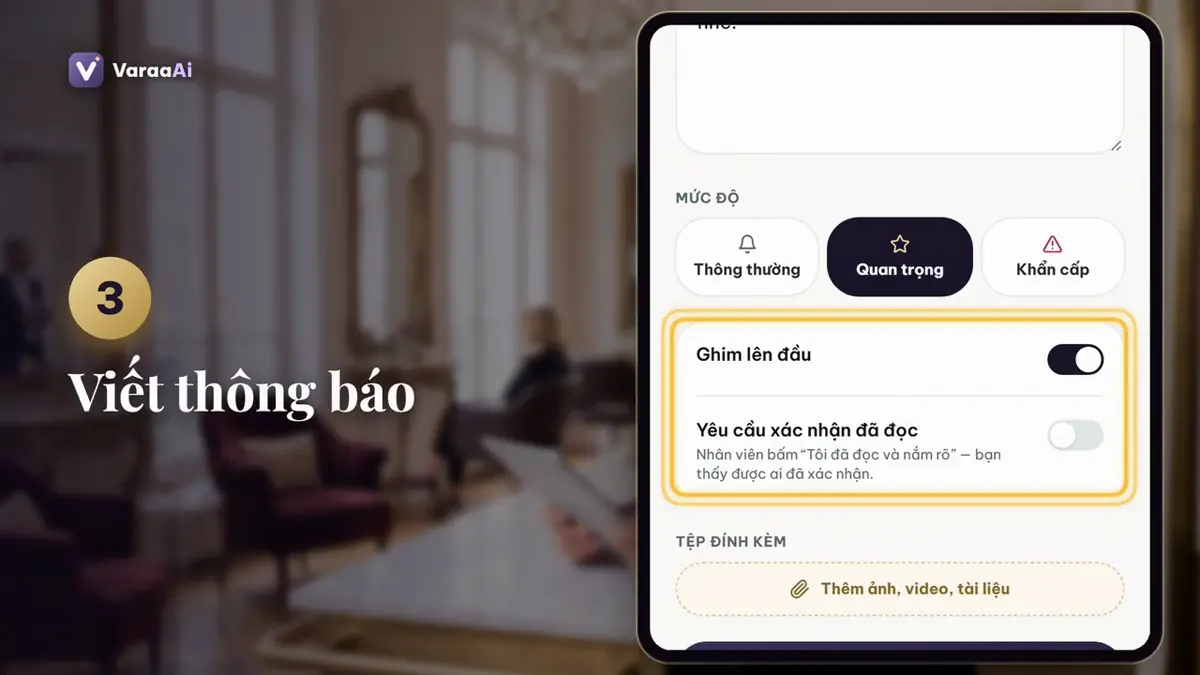 VaraaAi
3
Viết thông báo
MỨC ĐỘ
Thông thường
Quan trọng
Khẩn cấp
Ghim lên đầu
Yêu cầu xác nhận đã đọc
Nhân viên bấm “Tôi đã đọc và nắm rõ” — bạn
thấy được ai đã xác nhận.
TỆP ĐÍNH KÈM
Thêm ảnh, video, tài liệu